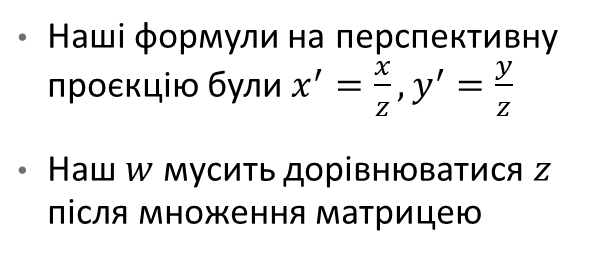 • Наші формули на перспективну
проєкцію були x′ = x/z, y′ = y/z
• Наш w мусить дорівнюватися z
після множення матрицею